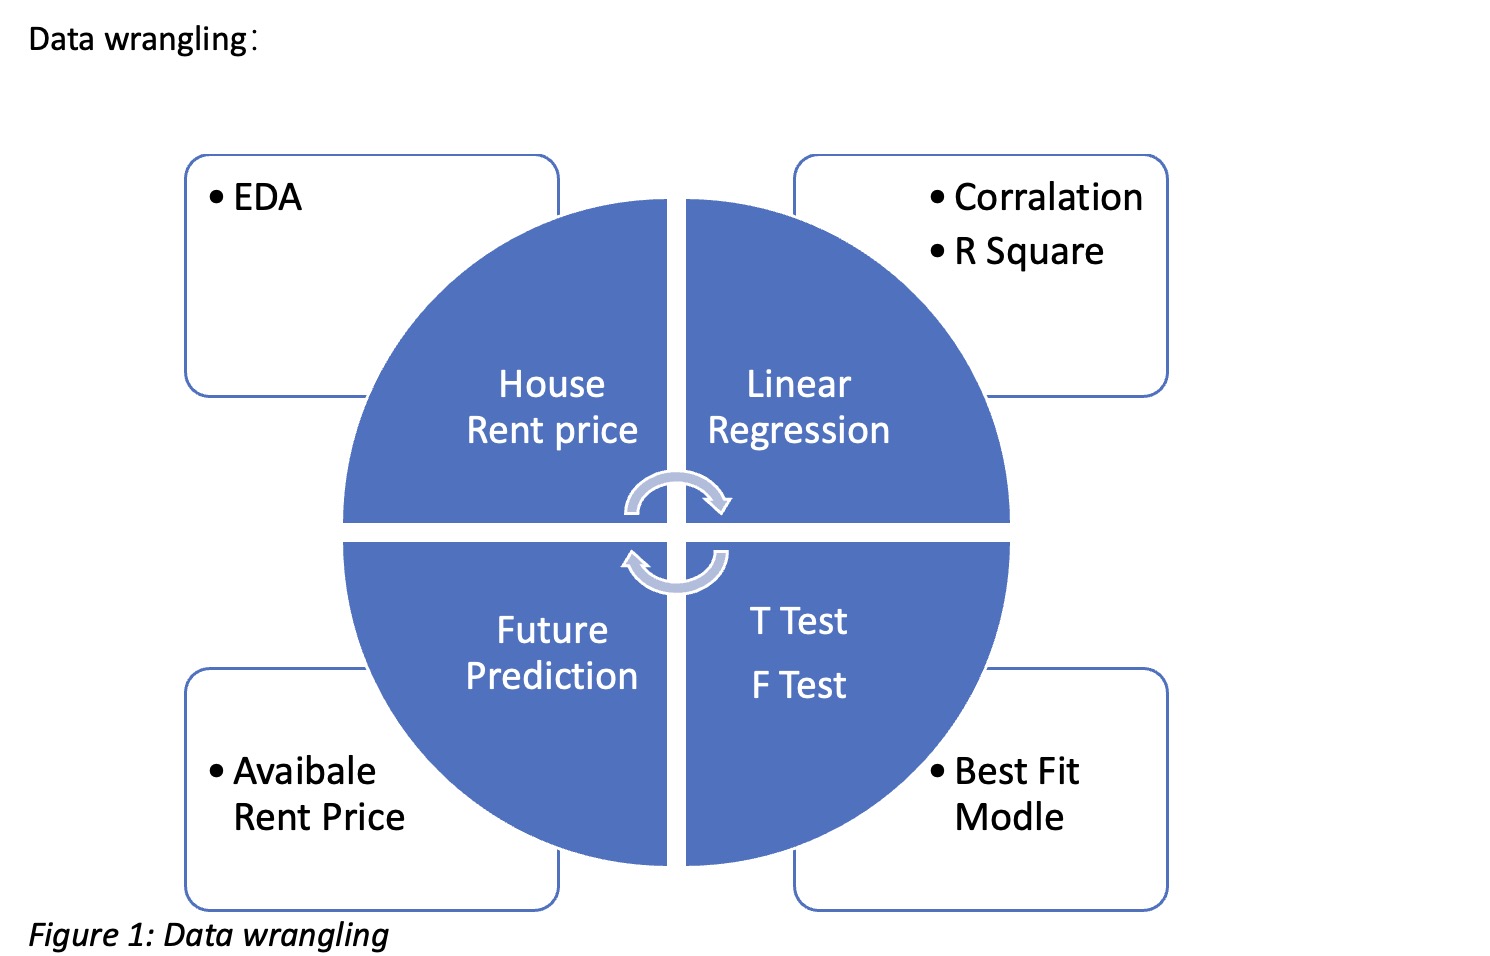 Data wrangling:
• EDA
• Corralation
• R Square
House
Rent price
Linear
Regression
Future
Prediction
T Test
F Test
• Avaibale
Rent Price
• Best Fit
Modle
Figure 1: Data wrangling